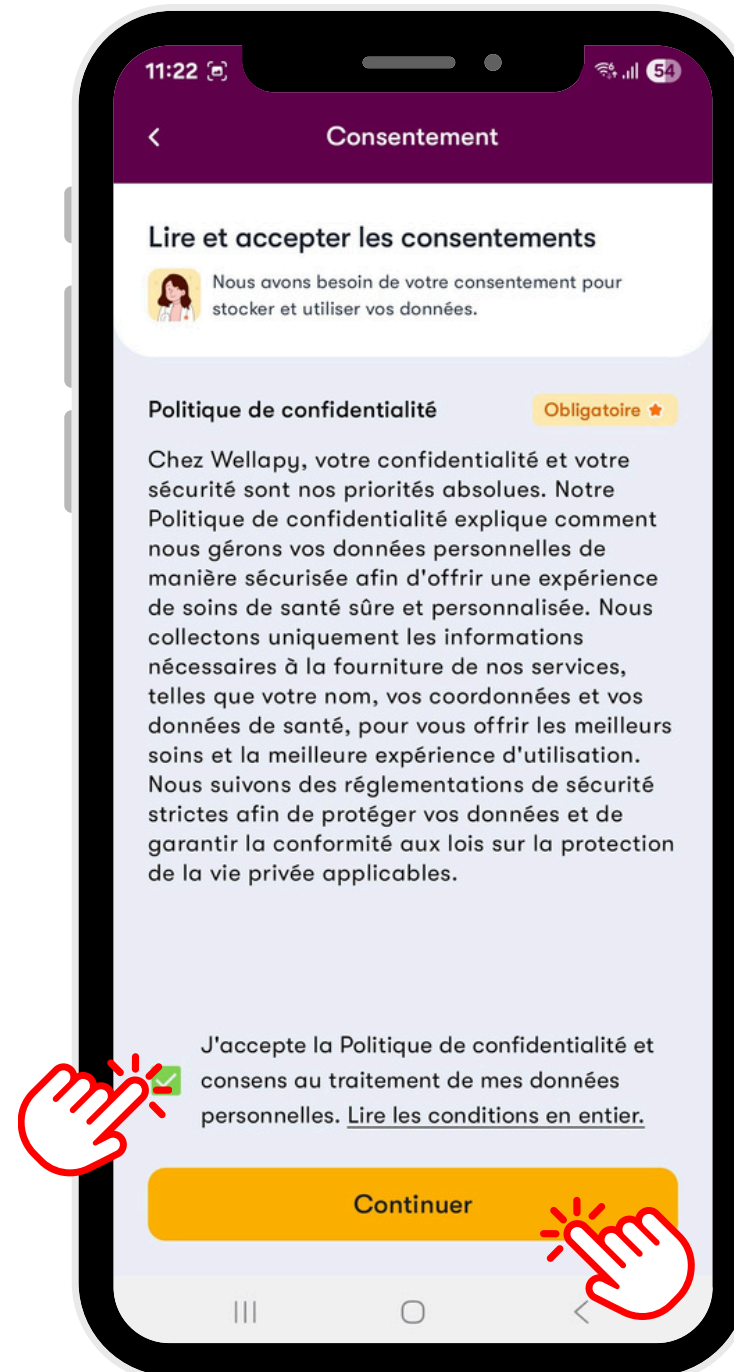 11:22
54
Consentement
Lire et accepter les consentements
Nous avons besoin de votre consentement pour
stocker et utiliser vos données.
Politique de confidentialité
Obligatoire
Chez Wellapy, votre confidentialité et votre
sécurité sont nos priorités absolues. Notre
Politique de confidentialité explique comment
nous gérons vos données personnelles de
manière sécurisée afin d'offrir une expérience
de soins de santé sûre et personnalisée. Nous
collectons uniquement les informations
nécessaires à la fourniture de nos services,
telles que votre nom, vos coordonnées et vos
données de santé, pour vous offrir les meilleurs
soins et la meilleure expérience d'utilisation.
Nous suivons des réglementations de sécurité
strictes afin de protéger vos données et de
garantir la conformité aux lois sur la protection
de la vie privée applicables.
J'accepte la Politique de confidentialité et
consens au traitement de mes données
personnelles. Lire les conditions en entier.
Continuer